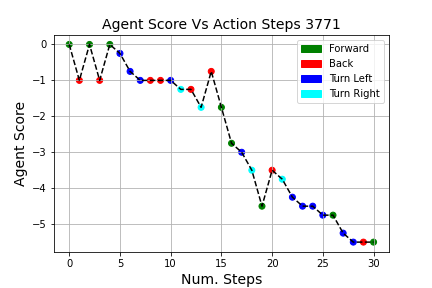 Agent Score Vs Action Steps 3771
Forward
Back
Turn Left
Turn Right
0
−1
−2
−3
−4
−5
Agent Score
0 5 10 15 20 25 30
Num. Steps